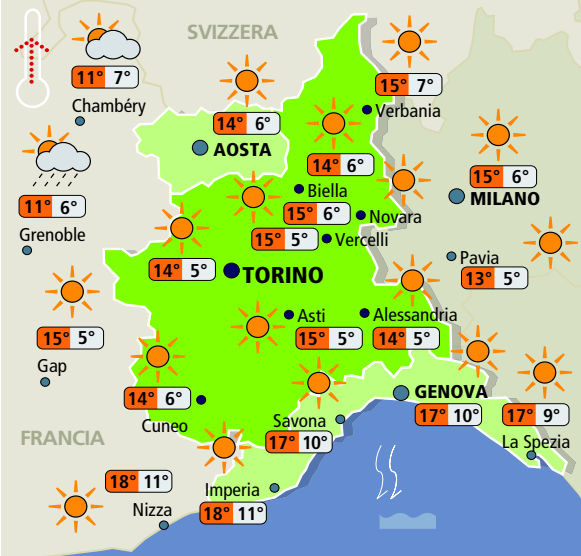 SVIZZERA
11° 7°
Chambéry
15° 7°
Verbania
14° 6°
AOSTA
14° 6°
Biella
15° 6°
MILANO
11° 6°
Grenoble
15° 6°
Novara
15° 5°
Vercelli
14° 5°
TORINO
Pavia
13° 5°
15° 5°
Gap
Asti
15° 5°
Alessandria
14° 5°
14° 6°
Cuneo
GENOVA
17° 10°
17° 9°
La Spezia
Savona
17° 10°
FRANCIA
18° 11°
Nizza
Imperia
18° 11°